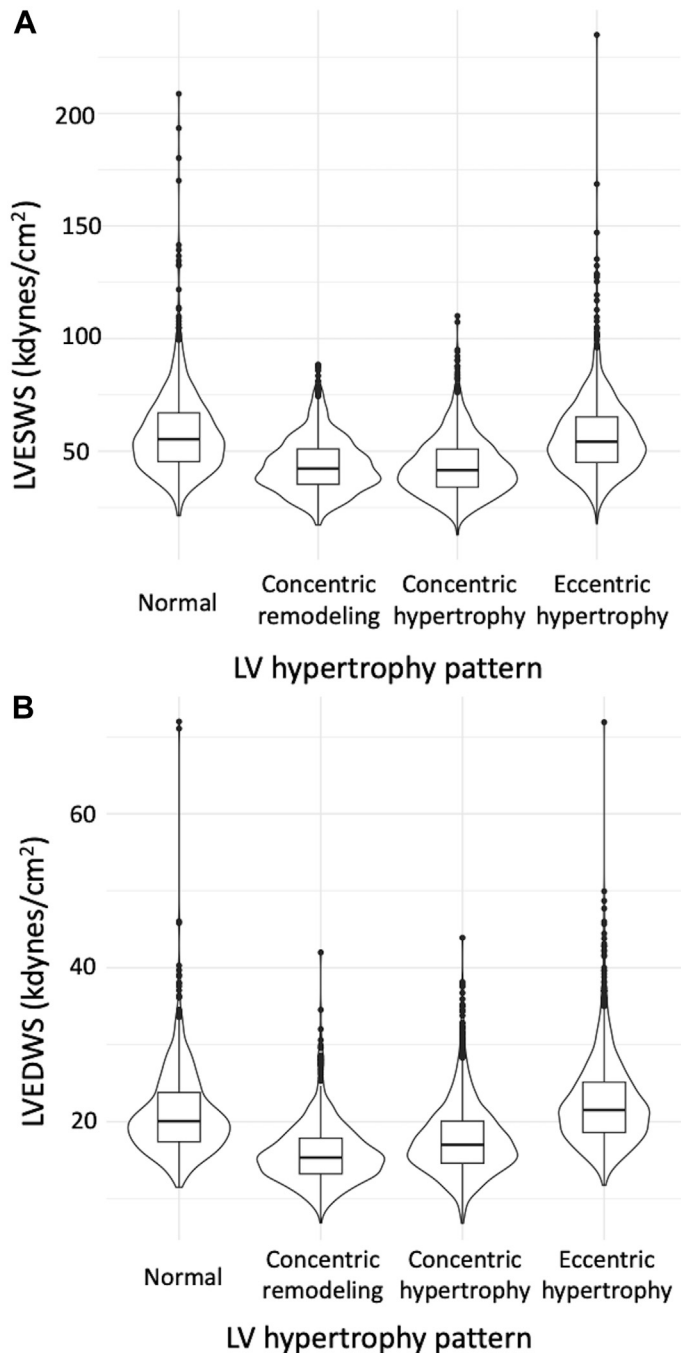 A
LVESWS (kdynes/cm²)
200
150
100
50
Normal
Concentric
remodeling
Concentric
hypertrophy
Eccentric
hypertrophy
LV hypertrophy pattern
B
LVEDWS (kdynes/cm²)
60
40
20
Normal
Concentric
remodeling
Concentric
hypertrophy
Eccentric
hypertrophy
LV hypertrophy pattern